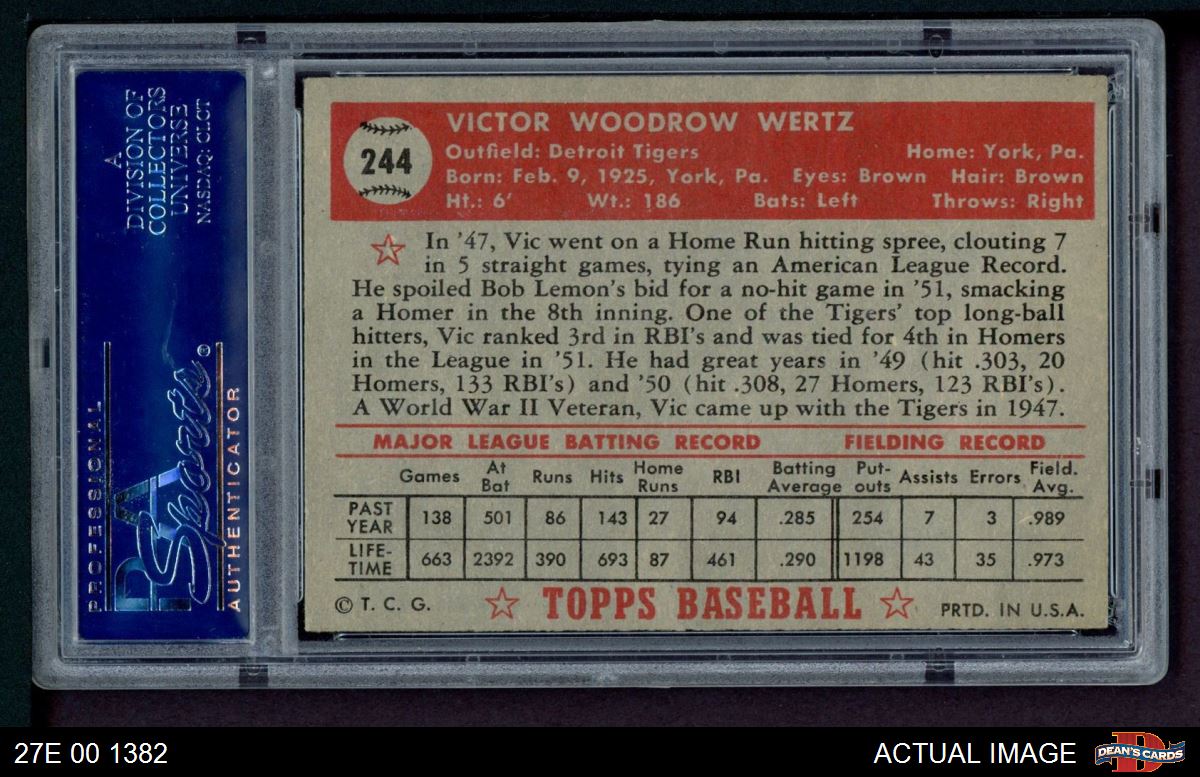 A
DIVISION OF
COLLECTORS
UNIVERSE
NASDAQ: CLCT
PROFESSIONAL
PSA
Sports®
AUTHENTICATOR
244
VICTOR WOODROW WERTZ
Outfield: Detroit Tigers Home: York, Pa.
Born: Feb. 9, 1925, York, Pa. Eyes: Brown Hair: Brown
Ht.: 6' Wt.: 186 Bats: Left Throws: Right
In '47, Vic went on a Home Run hitting spree, clouting 7
in 5 straight games, tying an American League Record.
He spoiled Bob Lemon's bid for a no-hit game in '51, smacking
a Homer in the 8th inning. One of the Tigers' top long-ball
hitters, Vic ranked 3rd in RBI's and was tied for 4th in Homers
in the League in '51. He had great years in '49 (hit .303, 20
Homers, 133 RBI's) and '50 (hit .308, 27 Homers, 123 RBI's).
A World War II Veteran, Vic came up with the Tigers in 1947.
MAJOR LEAGUE BATTING RECORD FIELDING RECORD
Games At Bat Runs Hits Home Runs RBI Batting Average Put-outs Assists Errors Field. Avg.
PAST YEAR 138 501 86 143 27 94 .285 254 7 3 .989
LIFE-TIME 663 2392 390 693 87 461 .290 1198 43 35 .973
© T. C. G. TOPPS BASEBALL PRTD. IN U.S.A.
27E 00 1382 ACTUAL IMAGE DEAN'S CARDS